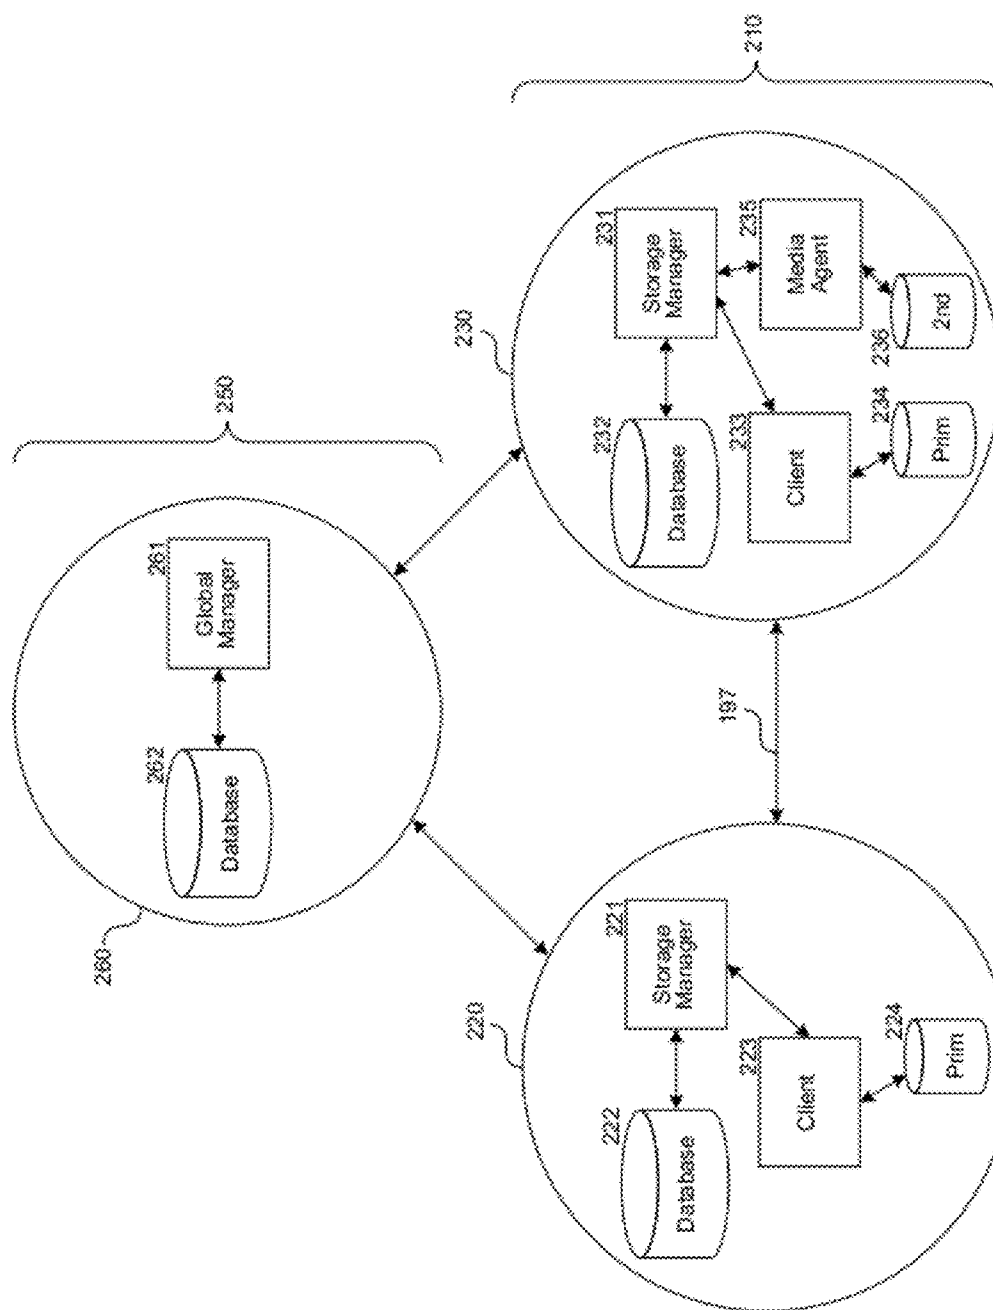 260
262
261
Database
Global
Manager
250
220
230
222
221
232
231
Database
Storage
Manager
Database
Storage
Manager
197
210
223
233
235
Client
Client
Media
Agent
224
234
236
Prim
Prim
2nd